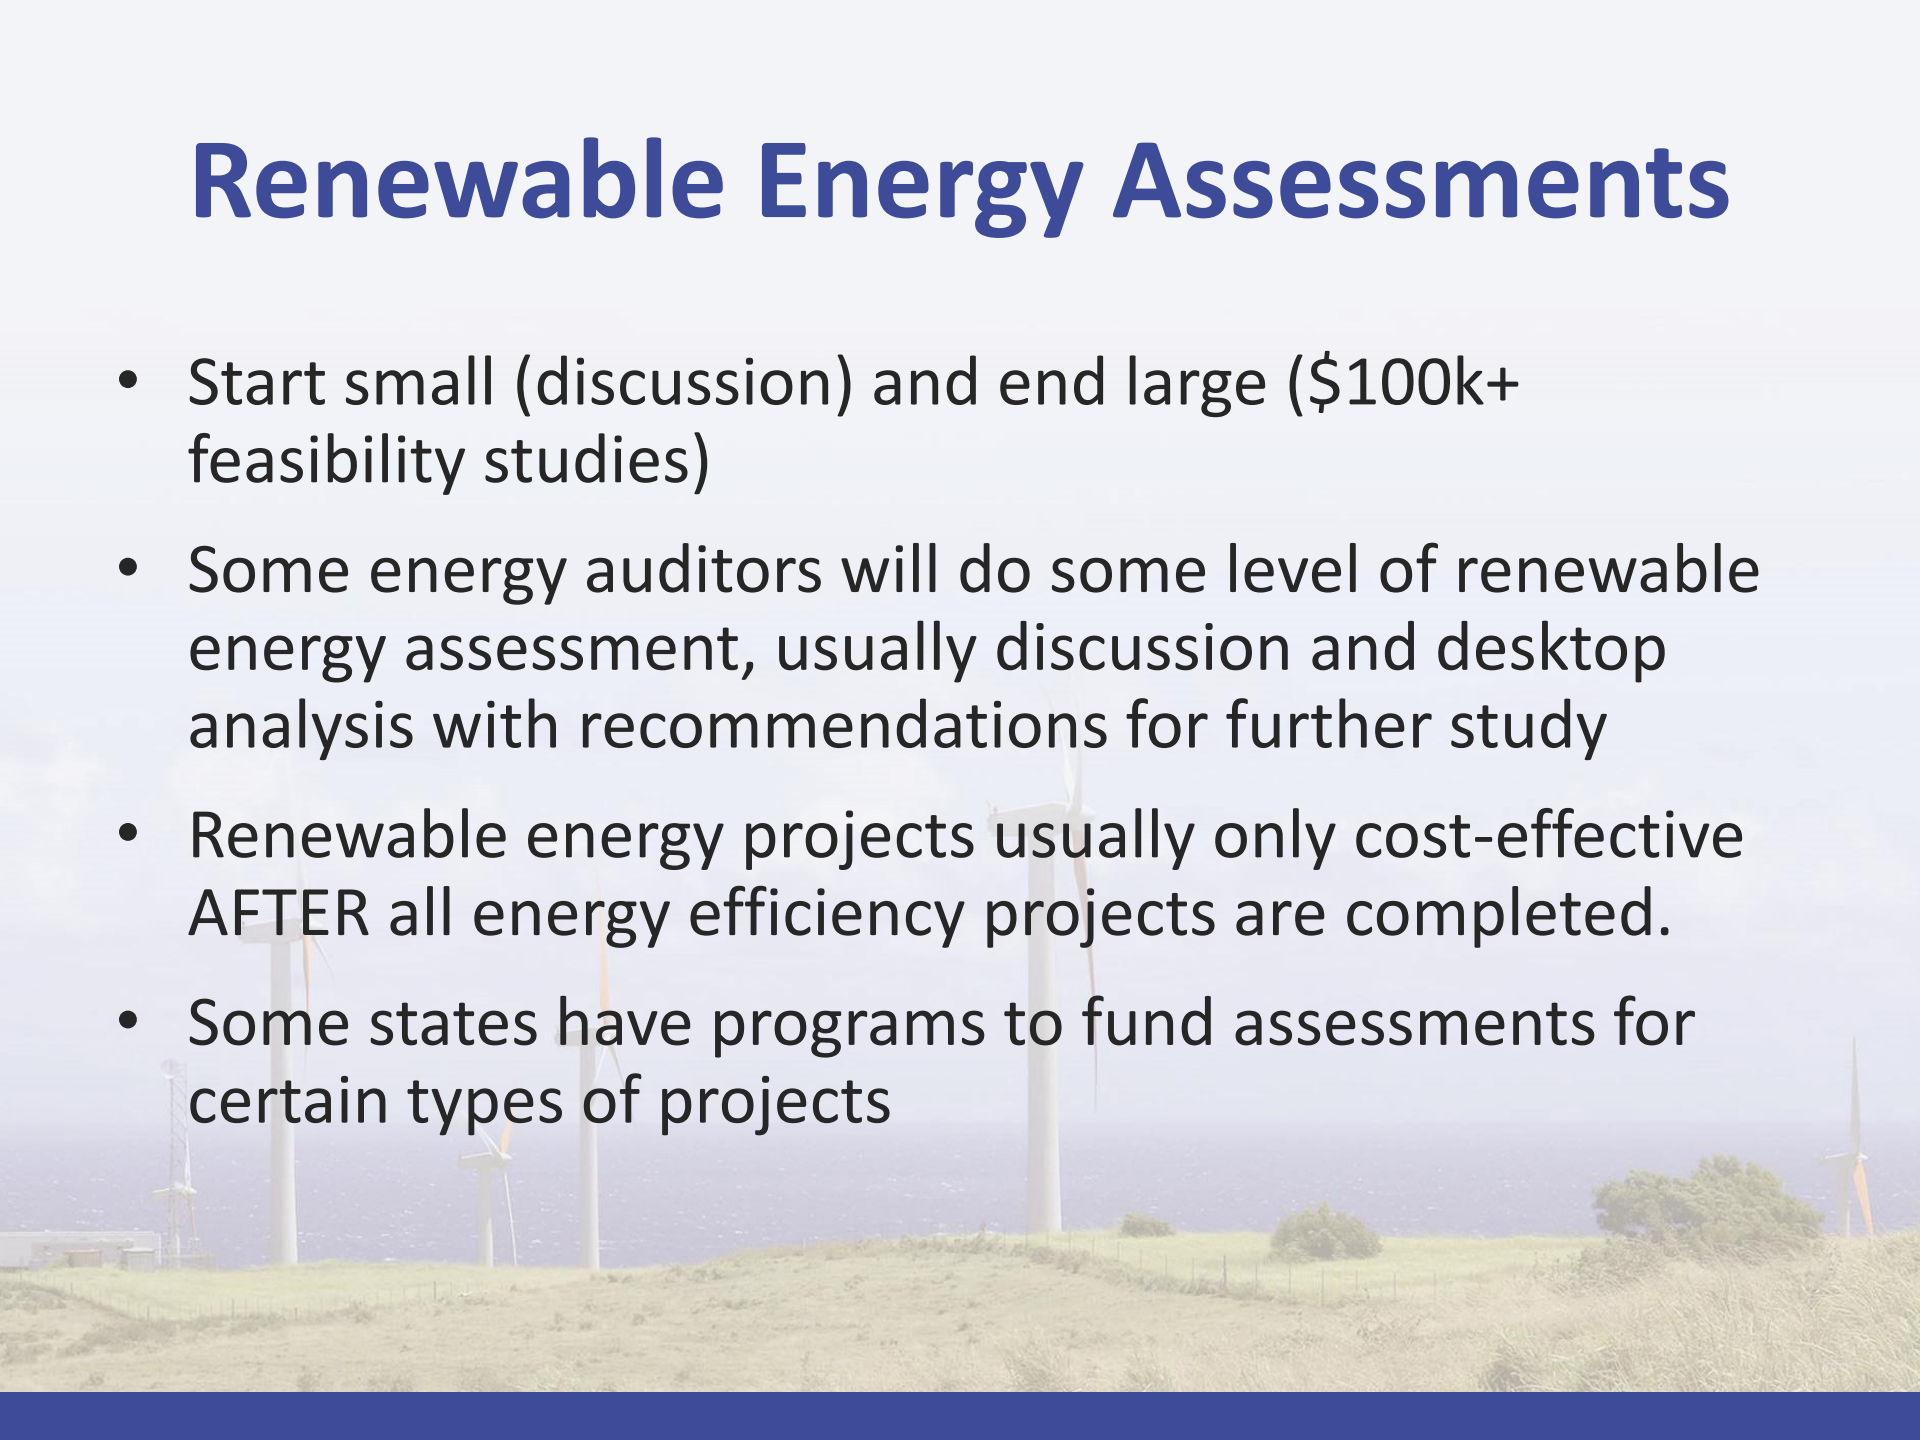 Renewable Energy Assessments
• Start small (discussion) and end large ($100k+
feasibility studies)
• Some energy auditors will do some level of renewable
energy assessment, usually discussion and desktop
analysis with recommendations for further study
• Renewable energy projects usually only cost-effective
AFTER all energy efficiency projects are completed.
• Some states have programs to fund assessments for
certain types of projects